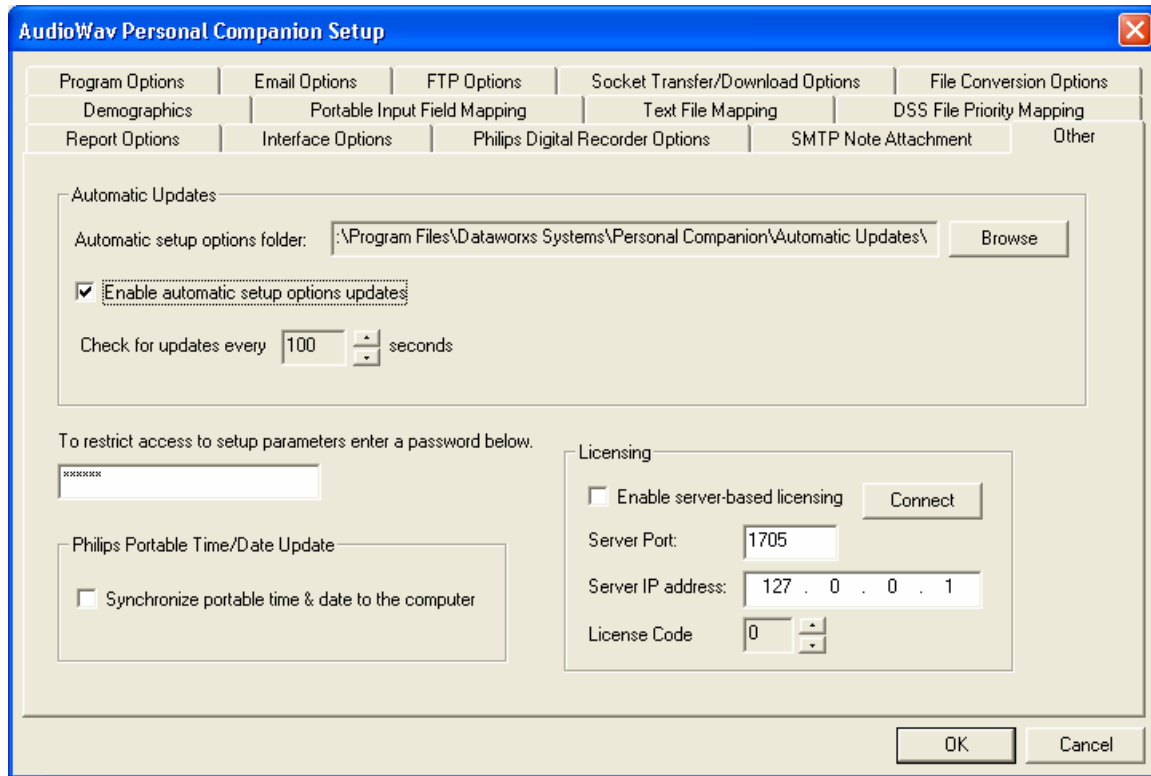 AudioWav Personal Companion Setup
Program Options
Email Options
FTP Options
Socket Transfer/Download Options
File Conversion Options
Demographics
Portable Input Field Mapping
Text File Mapping
DSS File Priority Mapping
Report Options
Interface Options
Philips Digital Recorder Options
SMTP Note Attachment
Other
Automatic Updates
Automatic setup options folder: :\Program Files\Dataworxs Systems\Personal Companion\Automatic Updates\ Browse
Enable automatic setup options updates
Check for updates every 100 seconds
To restrict access to setup parameters enter a password below.
××××××
Philips Portable Time/Date Update
Synchronize portable time & date to the computer
Licensing
Enable server-based licensing Connect
Server Port: 1705
Server IP address: 127 . 0 . 0 . 1
License Code 0
OK
Cancel